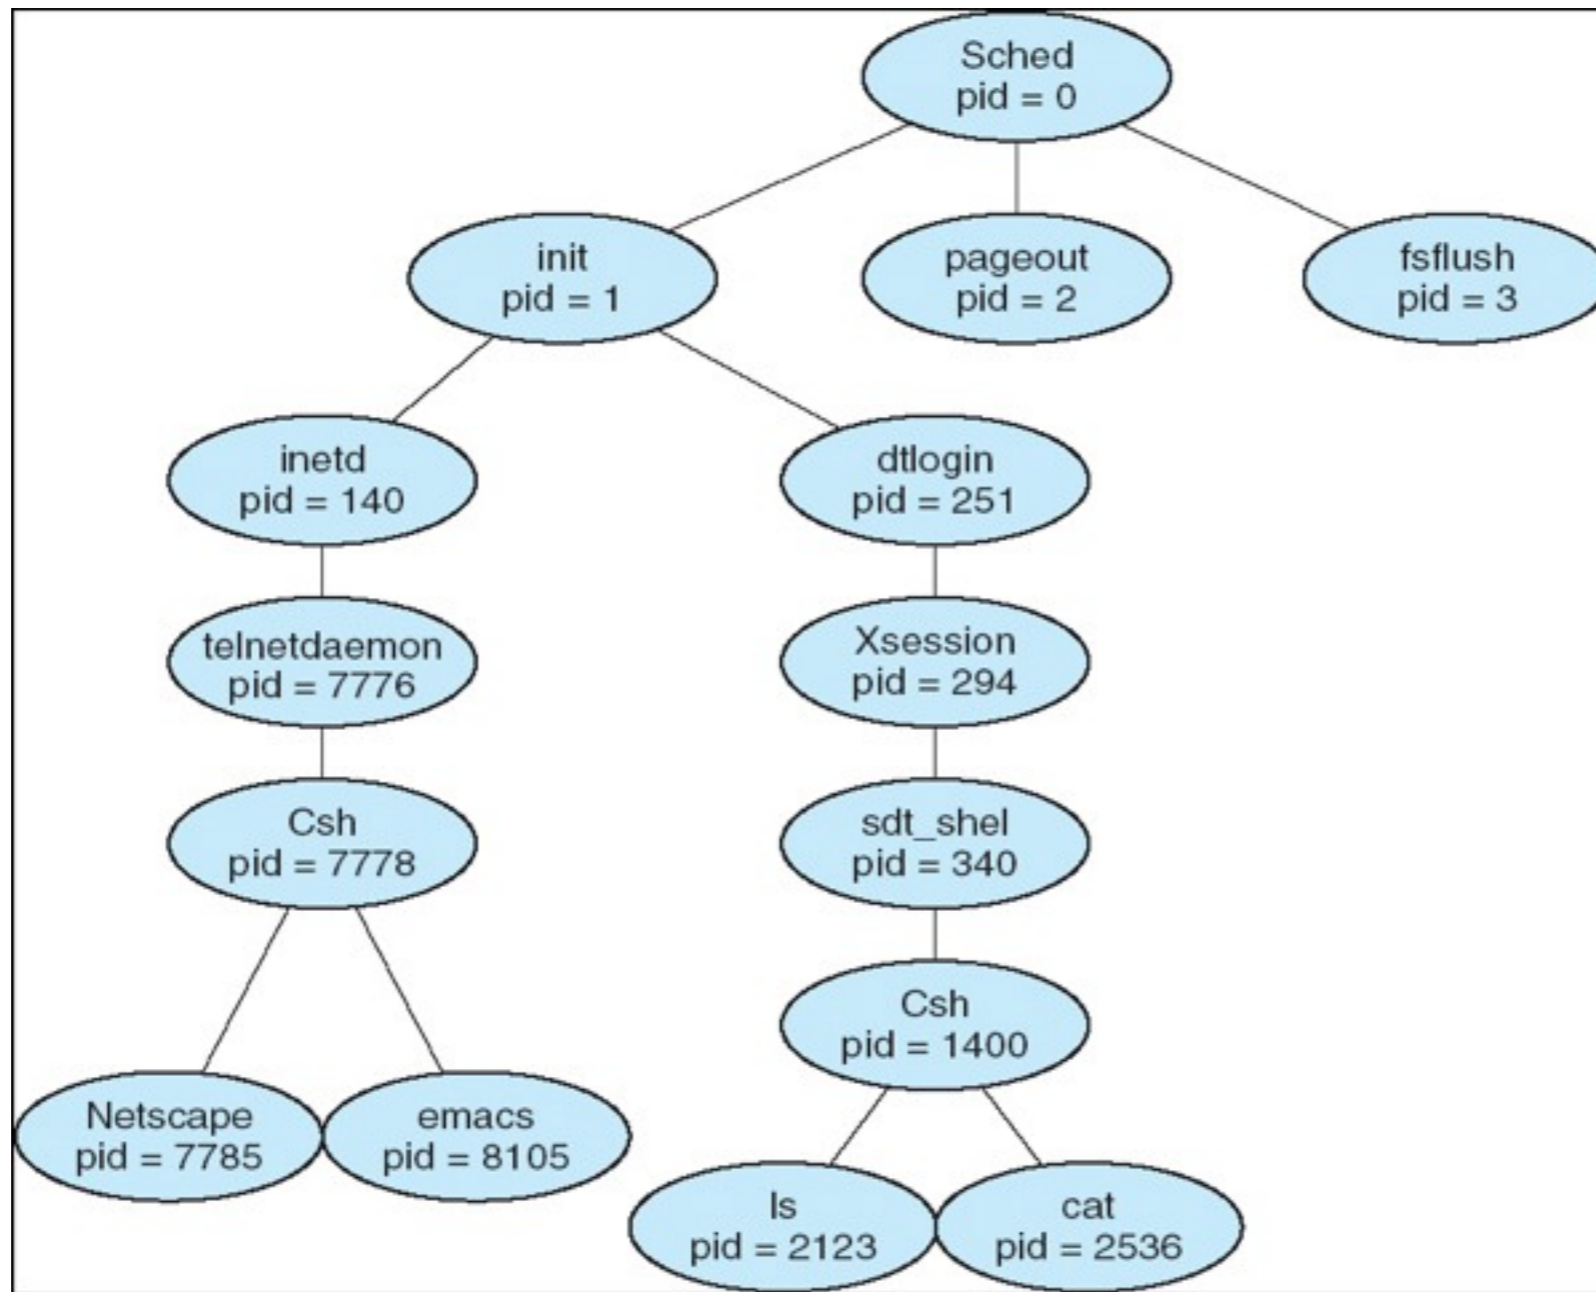 Sched
pid = 0
init
pid = 1
pageout
pid = 2
fsflush
pid = 3
inetd
pid = 140
dtlogin
pid = 251
telnetdaemon
pid = 7776
Xsession
pid = 294
Csh
pid = 7778
sdt_shel
pid = 340
Csh
pid = 1400
Netscape
pid = 7785
emacs
pid = 8105
ls
pid = 2123
cat
pid = 2536